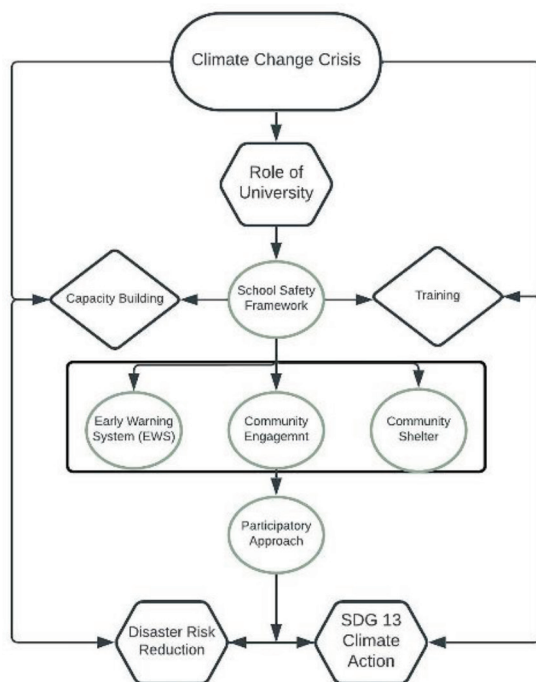 Climate Change Crisis
Role of
University
Capacity Building
School Safety
Framework
Training
Early Warning
System (EWS)
Community
Engagemnt
Community
Shelter
Participatory
Approach
Disaster Risk
Reduction
SDG 13
Climate
Action